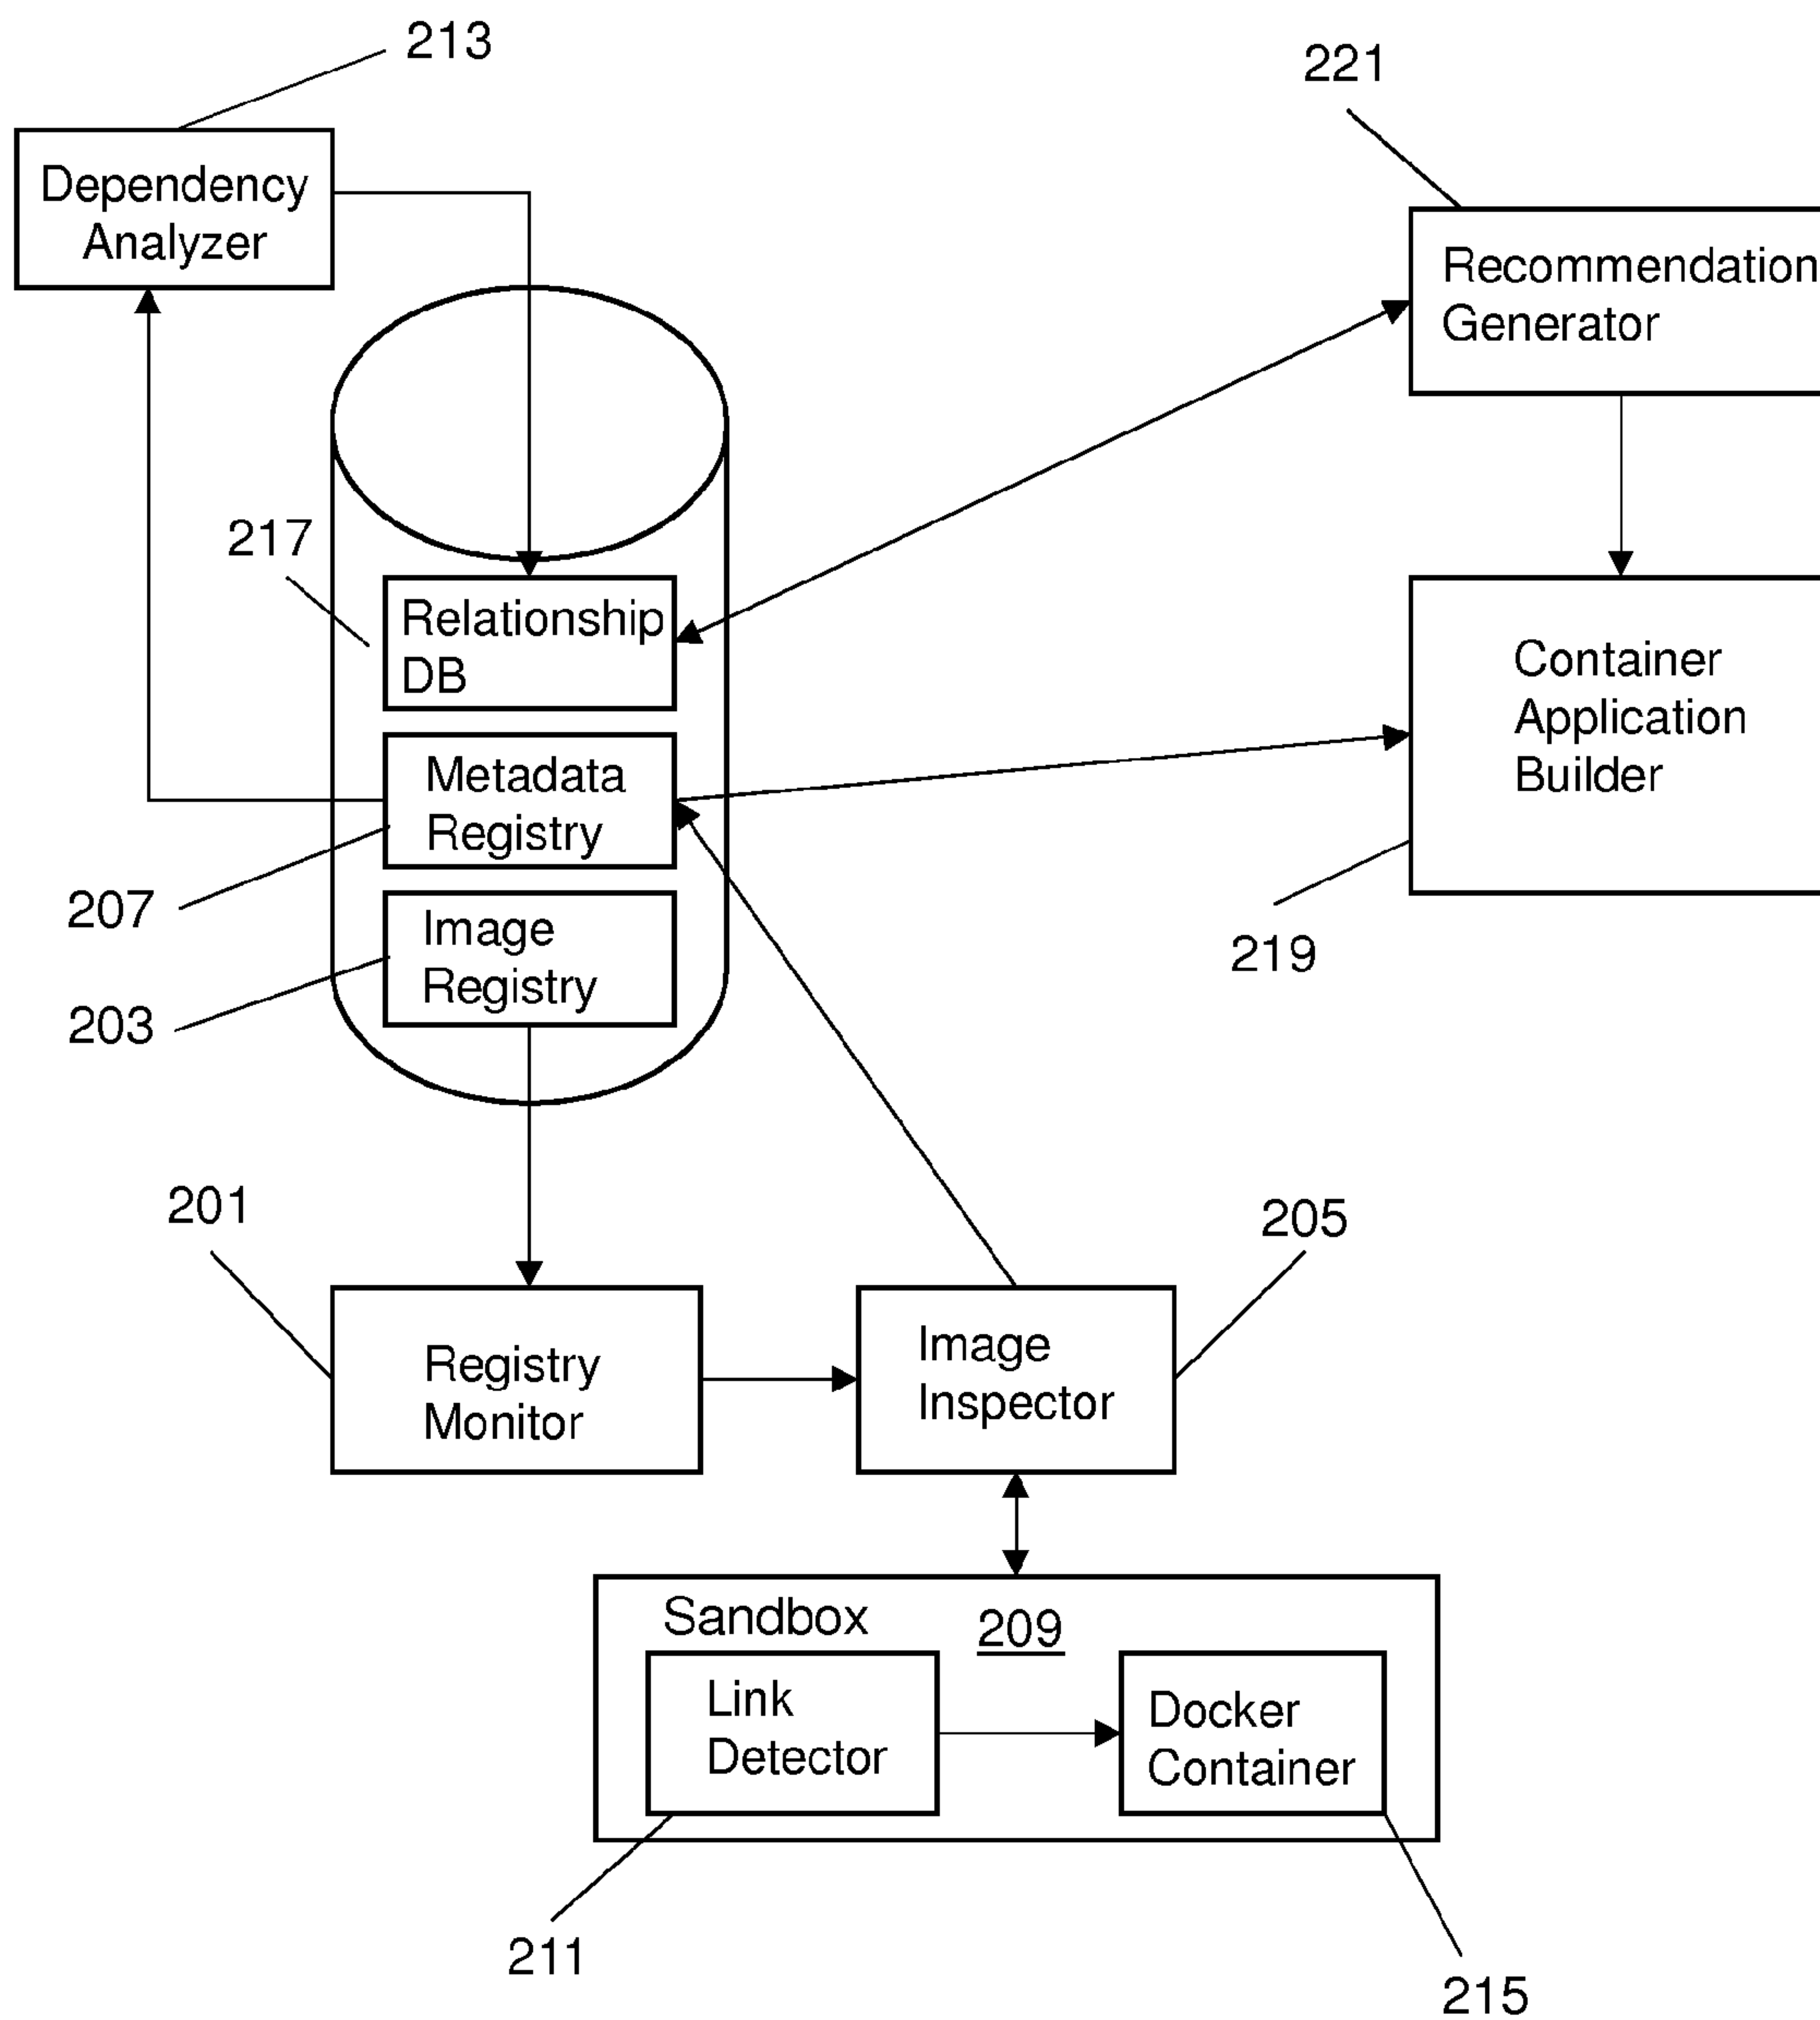 213
221
Dependency
Analyzer
Recommendation
Generator
217
Relationship
DB
Container
Application
Builder
Metadata
Registry
207
Image
Registry
219
203
201
205
Registry
Monitor
Image
Inspector
Sandbox
209
Link
Detector
Docker
Container
211
215